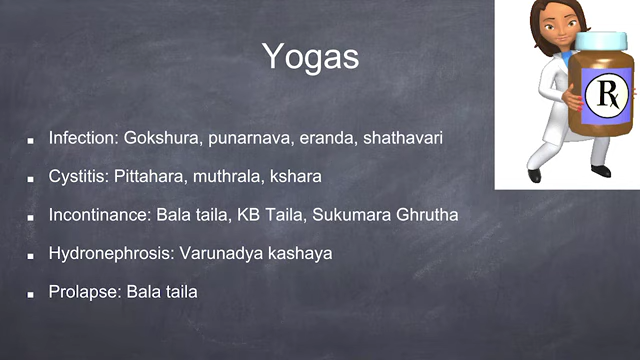 Yogas
Rx
▪ Infection: Gokshura, punarnava, eranda, shathavari
▪ Cystitis: Pittahara, muthrala, kshara
▪ Incontinance: Bala taila, KB Taila, Sukumara Ghrutha
▪ Hydronephrosis: Varunadya kashaya
▪ Prolapse: Bala taila